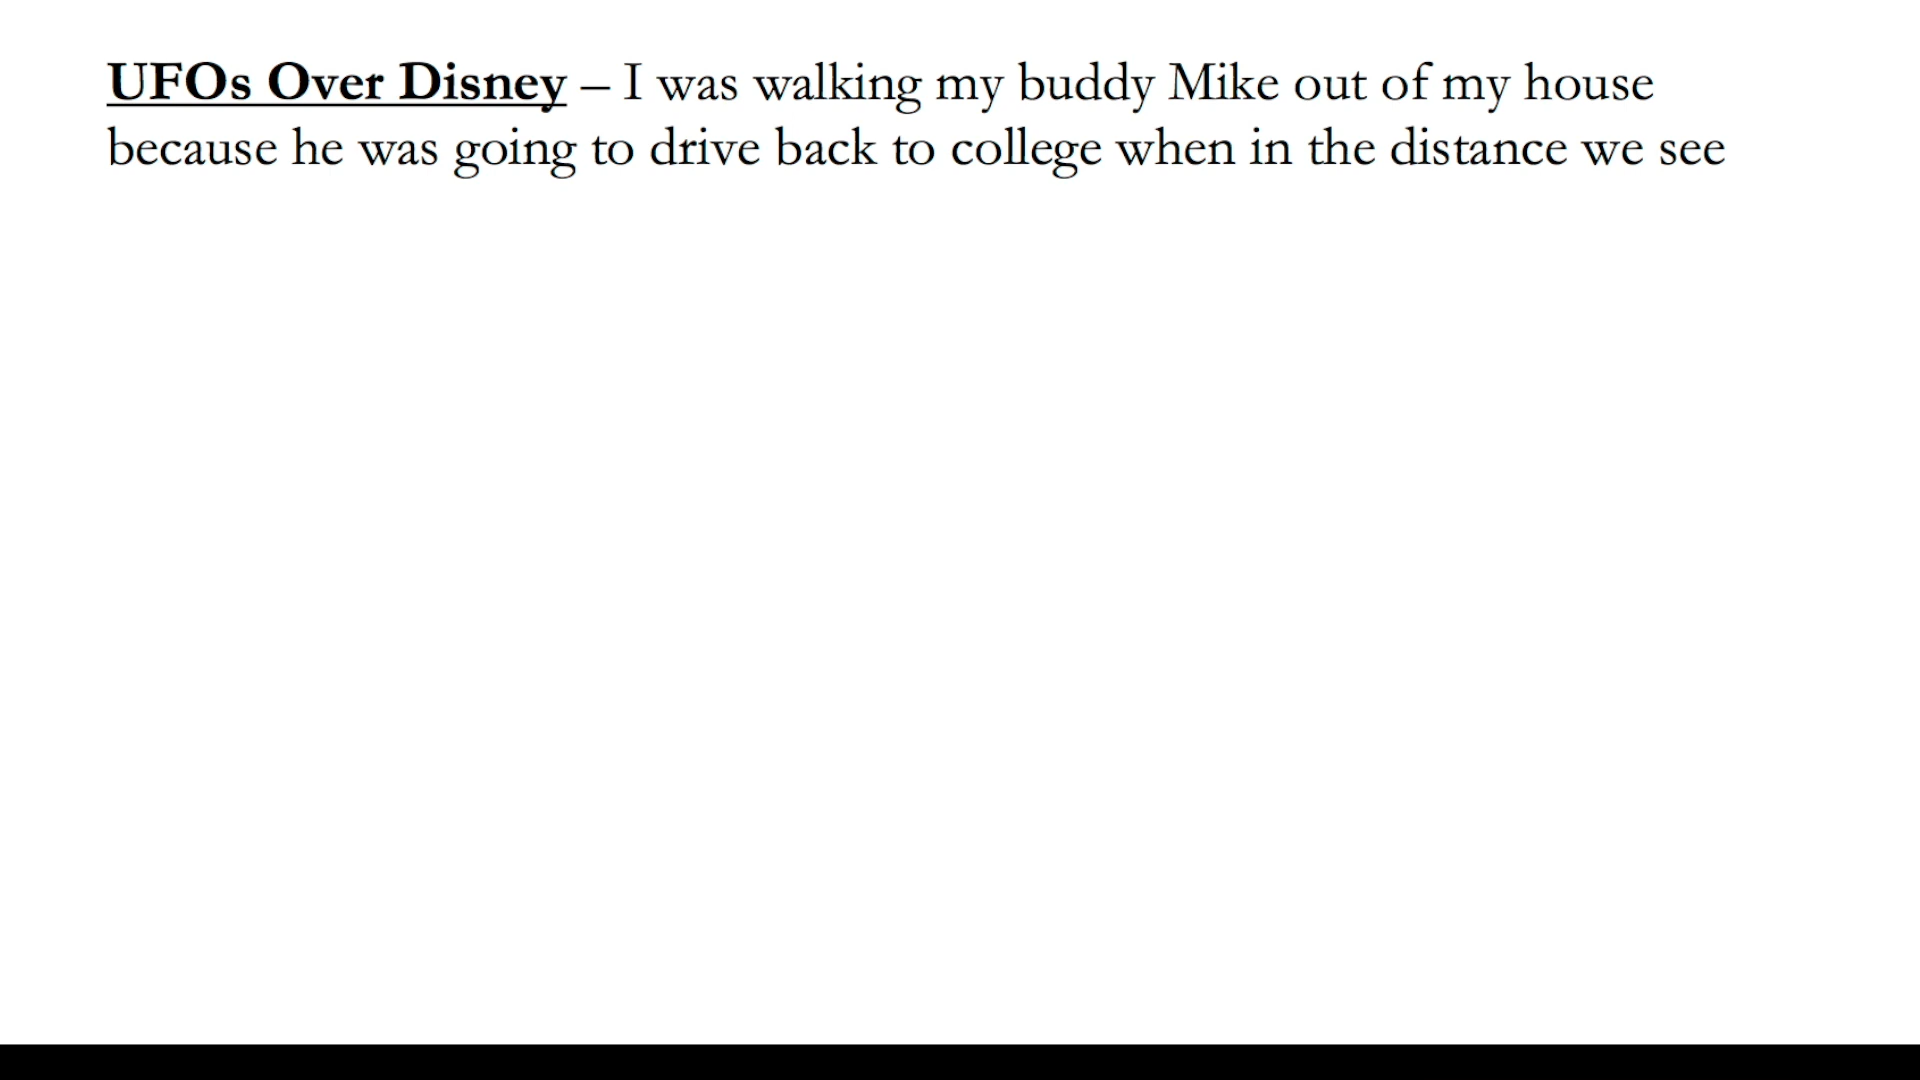 UFOs Over Disney – I was walking my buddy Mike out of my house
because he was going to drive back to college when in the distance we see